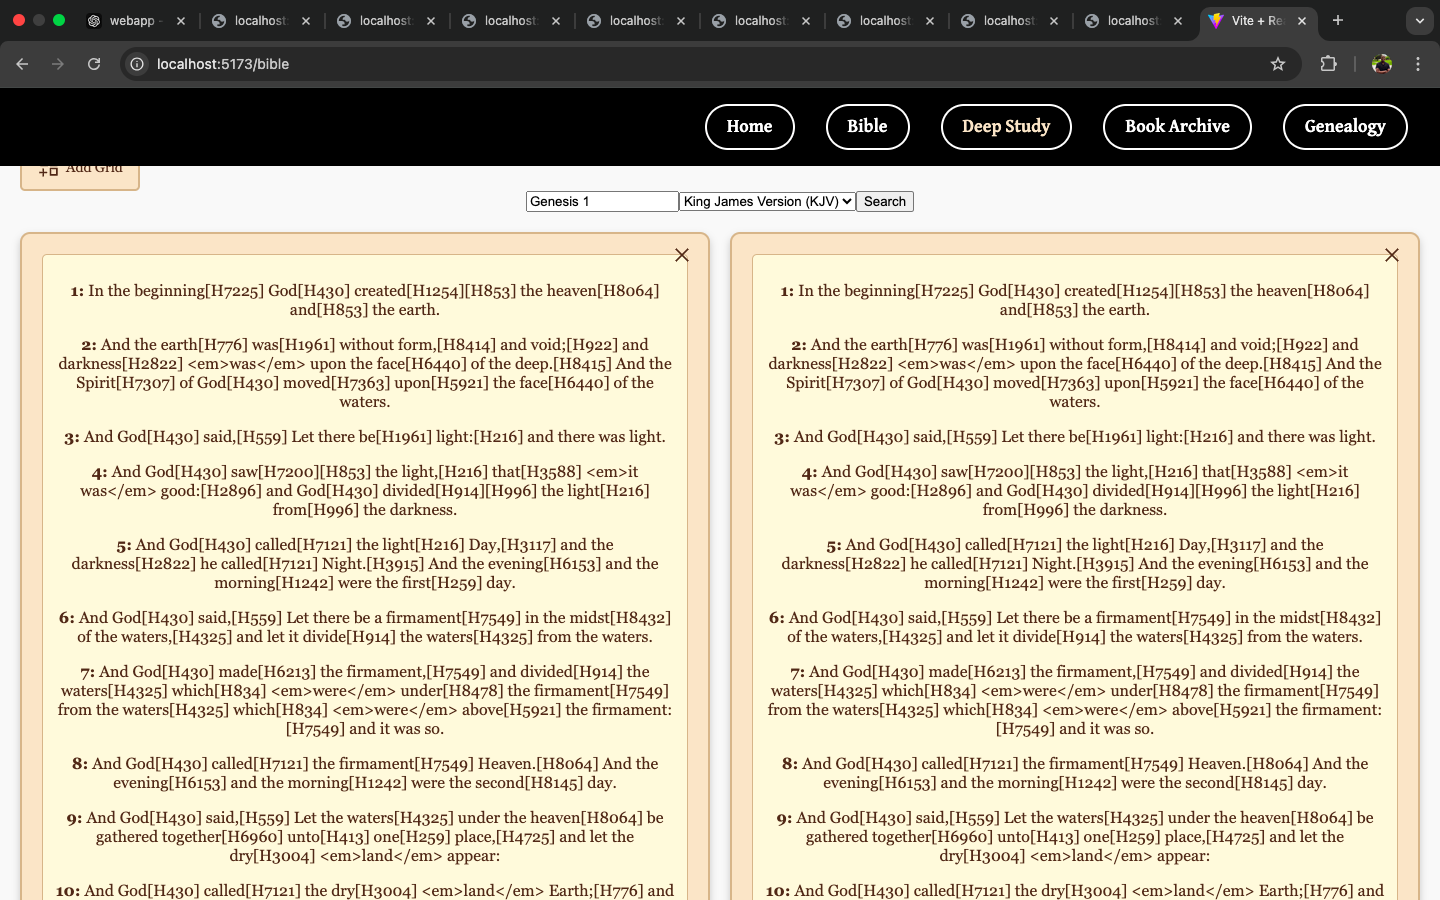 webapp -
localhost:
localhost:
localhost:
localhost:
localhost:
localhost:
localhost:
localhost
Vite + Re
localhost:5173/bible
Home
Bible
Deep Study
Book Archive
Genealogy
Add Grid
Genesis 1
King James Version (KJV)
Search
1: In the beginning[H7225] God[H430] created[H1254][H853] the heaven[H8064]
and[H853] the earth.
2: And the earth[H776] was[H1961] without form,[H8414] and void;[H922] and
darkness[H2822] <em>was</em> upon the face[H6440] of the deep.[H8415] And the
Spirit[H7307] of God[H430] moved[H7363] upon[H5921] the face[H6440] of the
waters.
3: And God[H430] said,[H559] Let there be[H1961] light:[H216] and there was light.
4: And God[H430] saw[H7200][H853] the light,[H216] that[H3588] <em>it
was</em> good:[H2896] and God[H430] divided[H914][H996] the light[H216]
from[H996] the darkness.
5: And God[H430] called[H7121] the light[H216] Day,[H3117] and the
darkness[H2822] he called[H7121] Night.[H3915] And the evening[H6153] and the
morning[H1242] were the first[H259] day.
6: And God[H430] said,[H559] Let there be a firmament[H7549] in the midst[H8432]
of the waters,[H4325] and let it divide[H914] the waters[H4325] from the waters.
7: And God[H430] made[H6213] the firmament,[H7549] and divided[H914] the
waters[H4325] which[H834] <em>were</em> under[H8478] the firmament[H7549]
from the waters[H4325] which[H834] <em>were</em> above[H5921] the firmament:
[H7549] and it was so.
8: And God[H430] called[H7121] the firmament[H7549] Heaven.[H8064] And the
evening[H6153] and the morning[H1242] were the second[H8145] day.
9: And God[H430] said,[H559] Let the waters[H4325] under the heaven[H8064] be
gathered together[H6960] unto[H413] one[H259] place,[H4725] and let the
dry[H3004] <em>land</em> appear:
10: And God[H430] called[H7121] the dry[H3004] <em>land</em> Earth;[H776] and
1: In the beginning[H7225] God[H430] created[H1254][H853] the heaven[H8064]
and[H853] the earth.
2: And the earth[H776] was[H1961] without form,[H8414] and void;[H922] and
darkness[H2822] <em>was</em> upon the face[H6440] of the deep.[H8415] And the
Spirit[H7307] of God[H430] moved[H7363] upon[H5921] the face[H6440] of the
waters.
3: And God[H430] said,[H559] Let there be[H1961] light:[H216] and there was light.
4: And God[H430] saw[H7200][H853] the light,[H216] that[H3588] <em>it
was</em> good:[H2896] and God[H430] divided[H914][H996] the light[H216]
from[H996] the darkness.
5: And God[H430] called[H7121] the light[H216] Day,[H3117] and the
darkness[H2822] he called[H7121] Night.[H3915] And the evening[H6153] and the
morning[H1242] were the first[H259] day.
6: And God[H430] said,[H559] Let there be a firmament[H7549] in the midst[H8432]
of the waters,[H4325] and let it divide[H914] the waters[H4325] from the waters.
7: And God[H430] made[H6213] the firmament,[H7549] and divided[H914] the
waters[H4325] which[H834] <em>were</em> under[H8478] the firmament[H7549]
from the waters[H4325] which[H834] <em>were</em> above[H5921] the firmament:
[H7549] and it was so.
8: And God[H430] called[H7121] the firmament[H7549] Heaven.[H8064] And the
evening[H6153] and the morning[H1242] were the second[H8145] day.
9: And God[H430] said,[H559] Let the waters[H4325] under the heaven[H8064] be
gathered together[H6960] unto[H413] one[H259] place,[H4725] and let the
dry[H3004] <em>land</em> appear:
10: And God[H430] called[H7121] the dry[H3004] <em>land</em> Earth;[H776] and